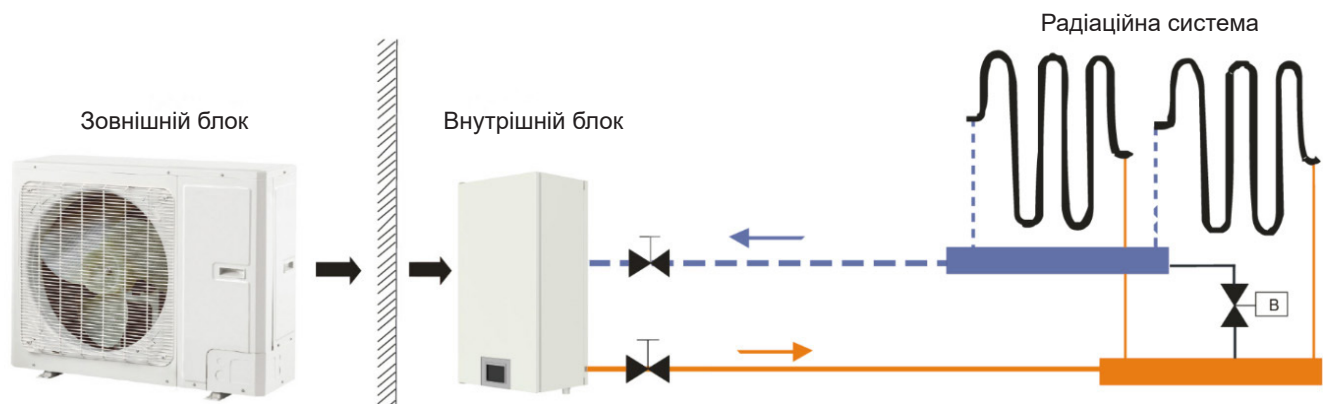 Радіаційна система
Зовнішній блок
Внутрішній блок
B